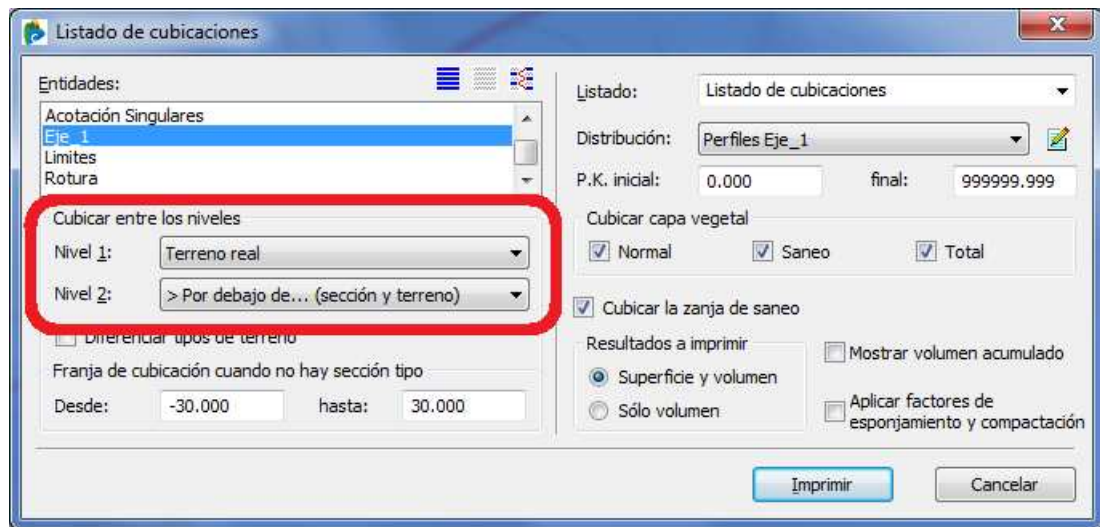 Listado de cubicaciones
Entidades:
Acotación Singulares
Eje_1
Limites
Rotura
Cubicar entre los niveles
Nivel 1:
Terreno real
Nivel 2:
> Por debajo de... (sección y terreno)
Diferenciar tipos de terreno
Franja de cubicación cuando no hay sección tipo
Desde:
-30.000
hasta:
30.000
Listado:
Listado de cubicaciones
Distribución:
Perfiles Eje_1
P.K. inicial:
0.000
final:
999999.999
Cubicar capa vegetal
Normal
Saneo
Total
Cubicar la zanja de saneo
Resultados a imprimir
Superficie y volumen
Sólo volumen
Mostrar volumen acumulado
Aplicar factores de
esponjamiento y compactación
Imprimir
Cancelar